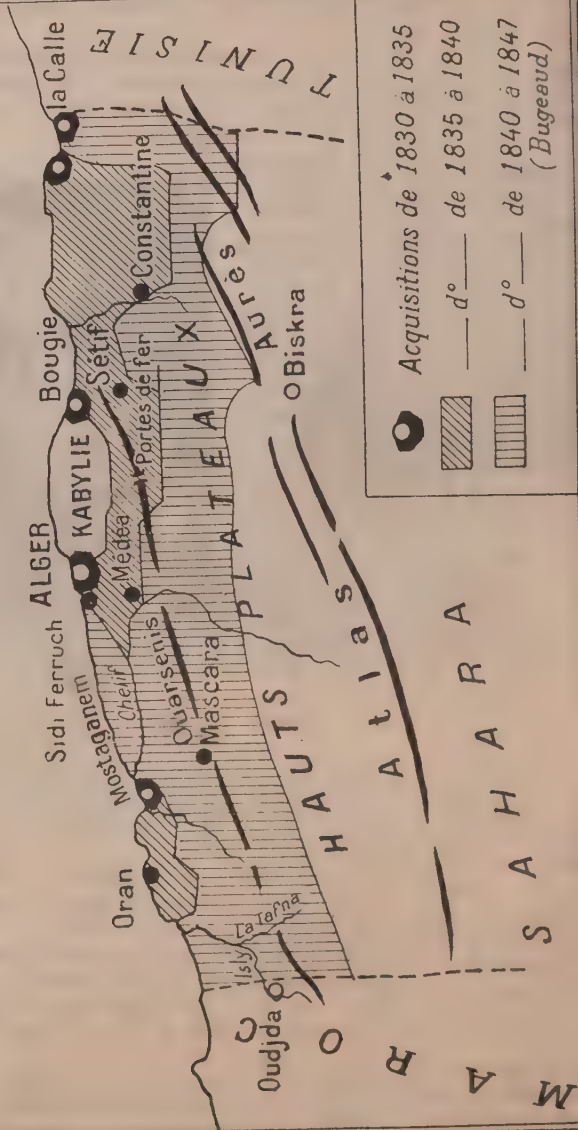 TUNISIE
la Calle
Constantine
Bougie
Sétif
Portes de fer
KABYLIE
ALGER
Médéa
Sidi Ferruch
Mostaganem
Chelif
Ouarsenis
Mascara
Oran
La Tafna
Isly
Oudjda
MAROC
HAUTS PLATEAUX
Aurès
Biskra
Atlas
SAHARA
Acquisitions de 1830 à 1835
d° de 1835 à 1840
d° de 1840 à 1847
(Bugeaud)